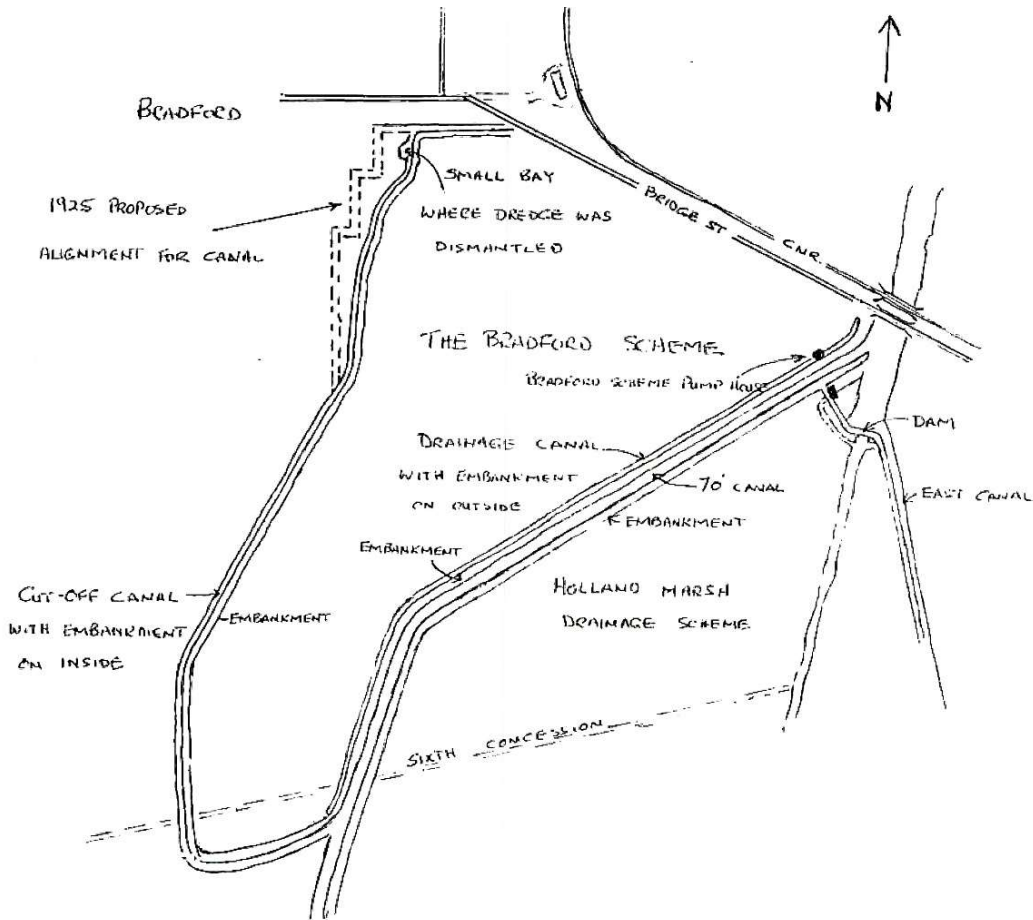 N
BRADFORD
SMALL BAY
WHERE DREDGE WAS
DISMANTLED
1925 PROPOSED
ALIGNMENT FOR CANAL
BRIDGE ST
C.N.R.
THE BRADFORD SCHEME
BRADFORD SCHEME PUMP HOUSE
DAM
DRAINAGE CANAL
WITH EMBANKMENT
ON OUTSIDE
70' CANAL
EAST CANAL
EMBANKMENT
EMBANKMENT
HOLLAND MARSH
DRAINAGE SCHEME
CUT-OFF CANAL
WITH EMBANKMENT
ON INSIDE
EMBANKMENT
SIXTH CONCESSION